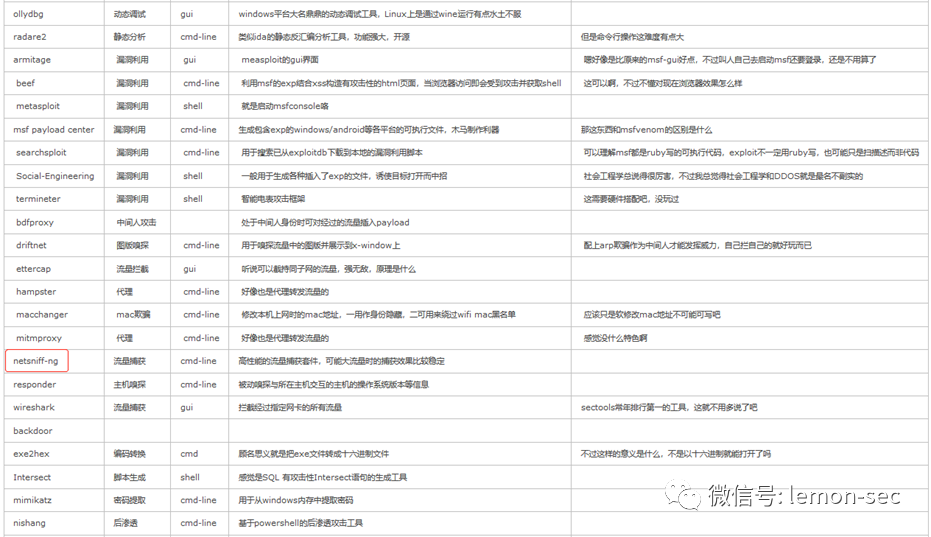 ollydbg 动态调试 gui windows平台大名鼎鼎的动态调试工具，Linux上是通过wine运行有点水土不服
radare2 静态分析 cmd-line 类似ida的静态反汇编分析工具，功能强大，开源 但是命令行操作这难度有点大
armitage 漏洞利用 gui measploit的gui界面 嗯好像是比原来的msf-gui好点，不过叫人自己去启动msf还要登录，还是不用算了
beef 漏洞利用 cmd-line 利用msf的exp结合xss构造有攻击性的html页面，当浏览器访问即会受到攻击并获取shell 这可以啊，不过不懂对现在浏览器效果怎么样
metasploit 漏洞利用 shell 就是启动msfconsole咯
msf payload center 漏洞利用 cmd-line 生成包含exp的windows/android等各平台的可执行文件，木马制作利器 那这东西和msfvenom的区别是什么
searchsploit 漏洞利用 cmd-line 用于搜索已从exploitdb下载到本地的漏洞利用脚本 可以理解msf都是ruby写的可执行代码，exploit不一定用ruby写，也可能只是扫描述而非代码
Social-Engineering 漏洞利用 shell 一般用于生成各种插入了exp的文件，诱使目标打开而中招 社会工程学总说得很厉害，不过我总觉得社会工程学和DDOS就是最名不副实的
termineter 漏洞利用 shell 智能电表攻击框架 这需要硬件搭配吧，没玩过
bdfproxy 中间人攻击 处于中间人身份时可对经过的流量插入payload
driftnet 图版嗅探 cmd-line 用于嗅探流量中的图版并展示到x-window上 配上arp欺骗作为中间人才能发挥威力，自己拦自己的就好玩而已
ettercap 流量拦截 gui 听说可以截持同子网的流量，强无敌，原理是什么
hampster 代理 cmd-line 好像也是代理转发流量的
macchanger mac欺骗 cmd-line 修改本机上网时的mac地址，一用作身份隐藏，二可用来绕过wifi mac黑名单 应该只是软修改mac地址不可能可写吧
mitmproxy 代理 cmd-line 好像也是代理转发流量的 感觉没什么特色啊
netsniff-ng 流量捕获 cmd-line 高性能的流量捕获套件，可能大流量时的捕获效果比较稳定
responder 主机嗅探 cmd-line 被动嗅探与所在主机交互的主机的操作系统版本等信息
wireshark 流量捕获 gui 拦截经过指定网卡的所有流量 sectools常年排行第一的工具，这就不用多说了吧
backdoor
exe2hex 编码转换 cmd 顾名思义就是把exe文件转成十六进制文件 不过这样的意义是什么，不是以十六进制就能打开了吗
Intersect 脚本生成 shell 感觉是SQL 有攻击性Intersect语句的生成工具
mimikatz 密码提取 cmd-line 用于从windows内存中提取密码
nishang 后渗透 cmd-line 基于powershell的后渗透攻击工具
微信号: lemon-sec